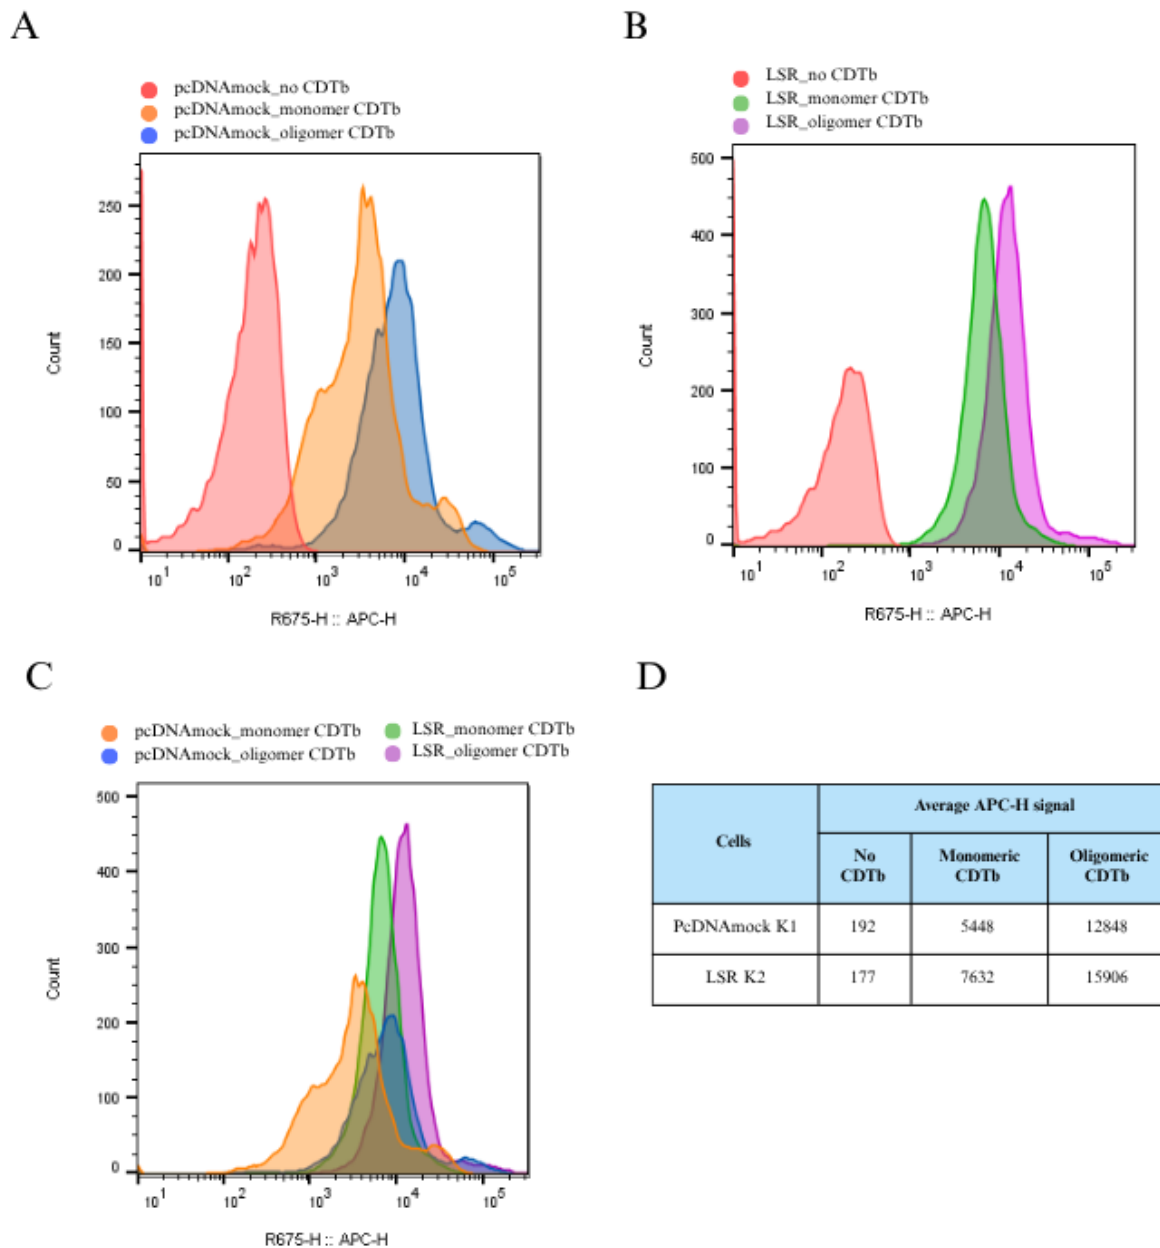 A
pcDNAmock_no CDTb
pcDNAmock_monomer CDTb
pcDNAmock_oligomer CDTb
250
200
150
100
50
0
Count
10^1 10^2 10^3 10^4 10^5
R675-H :: APC-H
B
LSR_no CDTb
LSR_monomer CDTb
LSR_oligomer CDTb
500
400
300
200
100
0
Count
10^1 10^2 10^3 10^4 10^5
R675-H :: APC-H
C
pcDNAmock_monomer CDTb LSR_monomer CDTb
pcDNAmock_oligomer CDTb LSR_oligomer CDTb
500
400
300
200
100
0
Count
10^1 10^2 10^3 10^4 10^5
R675-H :: APC-H
D
Cells Average APC-H signal
No CDTb Monomeric CDTb Oligomeric CDTb
PcDNAmock K1 192 5448 12848
LSR K2 177 7632 15906